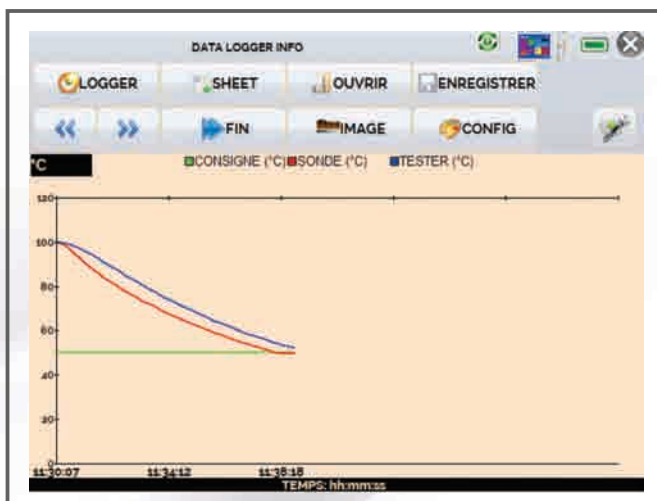 DATA LOGGER INFO
LOGGER SHEET OUVRIR ENREGISTRER
FIN IMAGE CONFIG
°C
CONSIGNE (°C) SONDE (°C) TESTER (°C)
120
100
80
60
40
20
0
11:30:07 11:34:12 11:38:18
TEMPS: hh:mm:ss